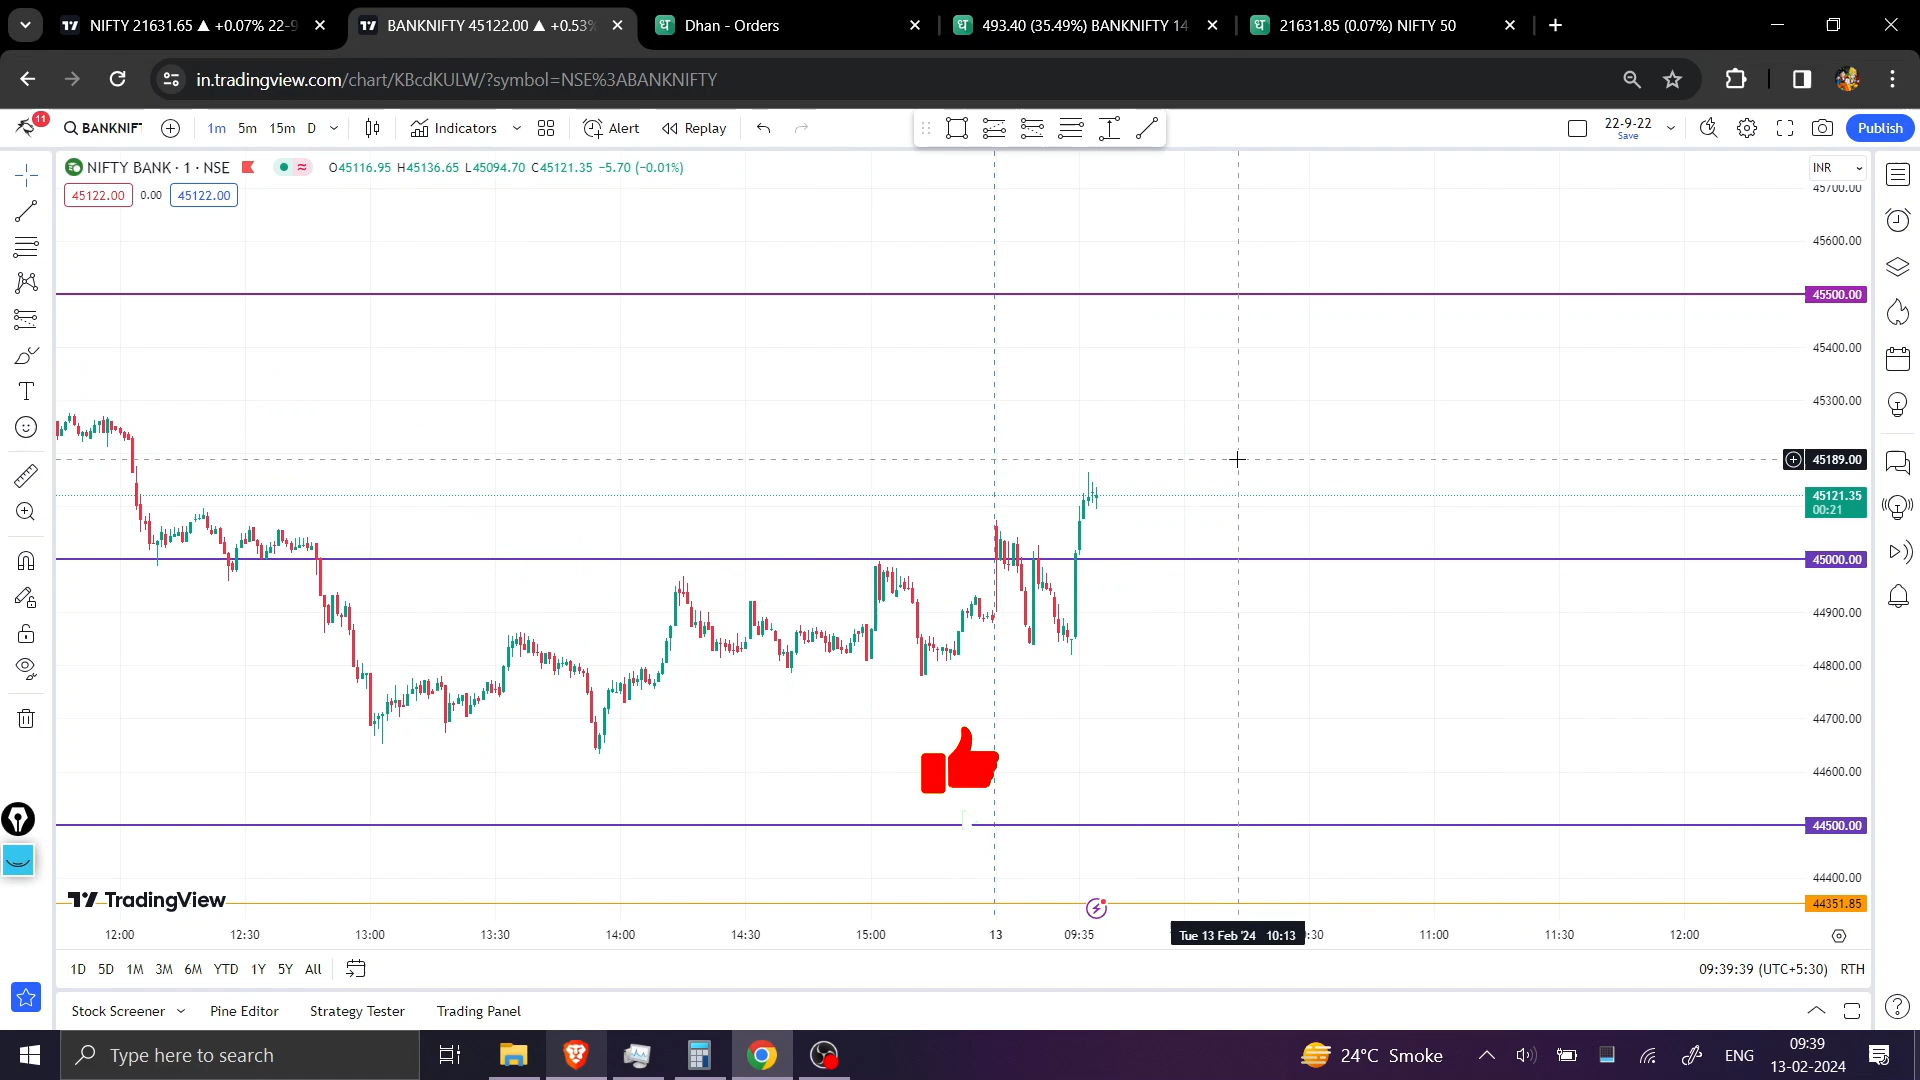 NIFTY 21631.65 ▲ +0.07% 22-9
BANKNIFTY 45122.00 ▲ +0.53%
Dhan - Orders
493.40 (35.49%) BANKNIFTY 14
21631.85 (0.07%) NIFTY 50
in.tradingview.com/chart/KBcdKULW/?symbol=NSE%3ABANKNIFTY
11
BANKNIF
1m
5m
15m
D
Indicators
Alert
Replay
22-9-22
Save
Publish
NIFTY BANK · 1 · NSE
O45116.95 H45136.65 L45094.70 C45121.35 −5.70 (−0.01%)
INR
45122.00
0.00
45122.00
45700.00
45600.00
45500.00
45400.00
45300.00
45189.00
45121.35
00:21
45000.00
44900.00
44800.00
44700.00
44600.00
44500.00
44400.00
44351.85
TradingView
12:00
12:30
13:00
13:30
14:00
14:30
15:00
13
09:35
Tue 13 Feb '24 10:13
:30
11:00
11:30
12:00
1D
5D
1M
3M
6M
YTD
1Y
5Y
All
09:39:39 (UTC+5:30)
RTH
Stock Screener
Pine Editor
Strategy Tester
Trading Panel
Type here to search
24°C Smoke
ENG
09:39
13-02-2024